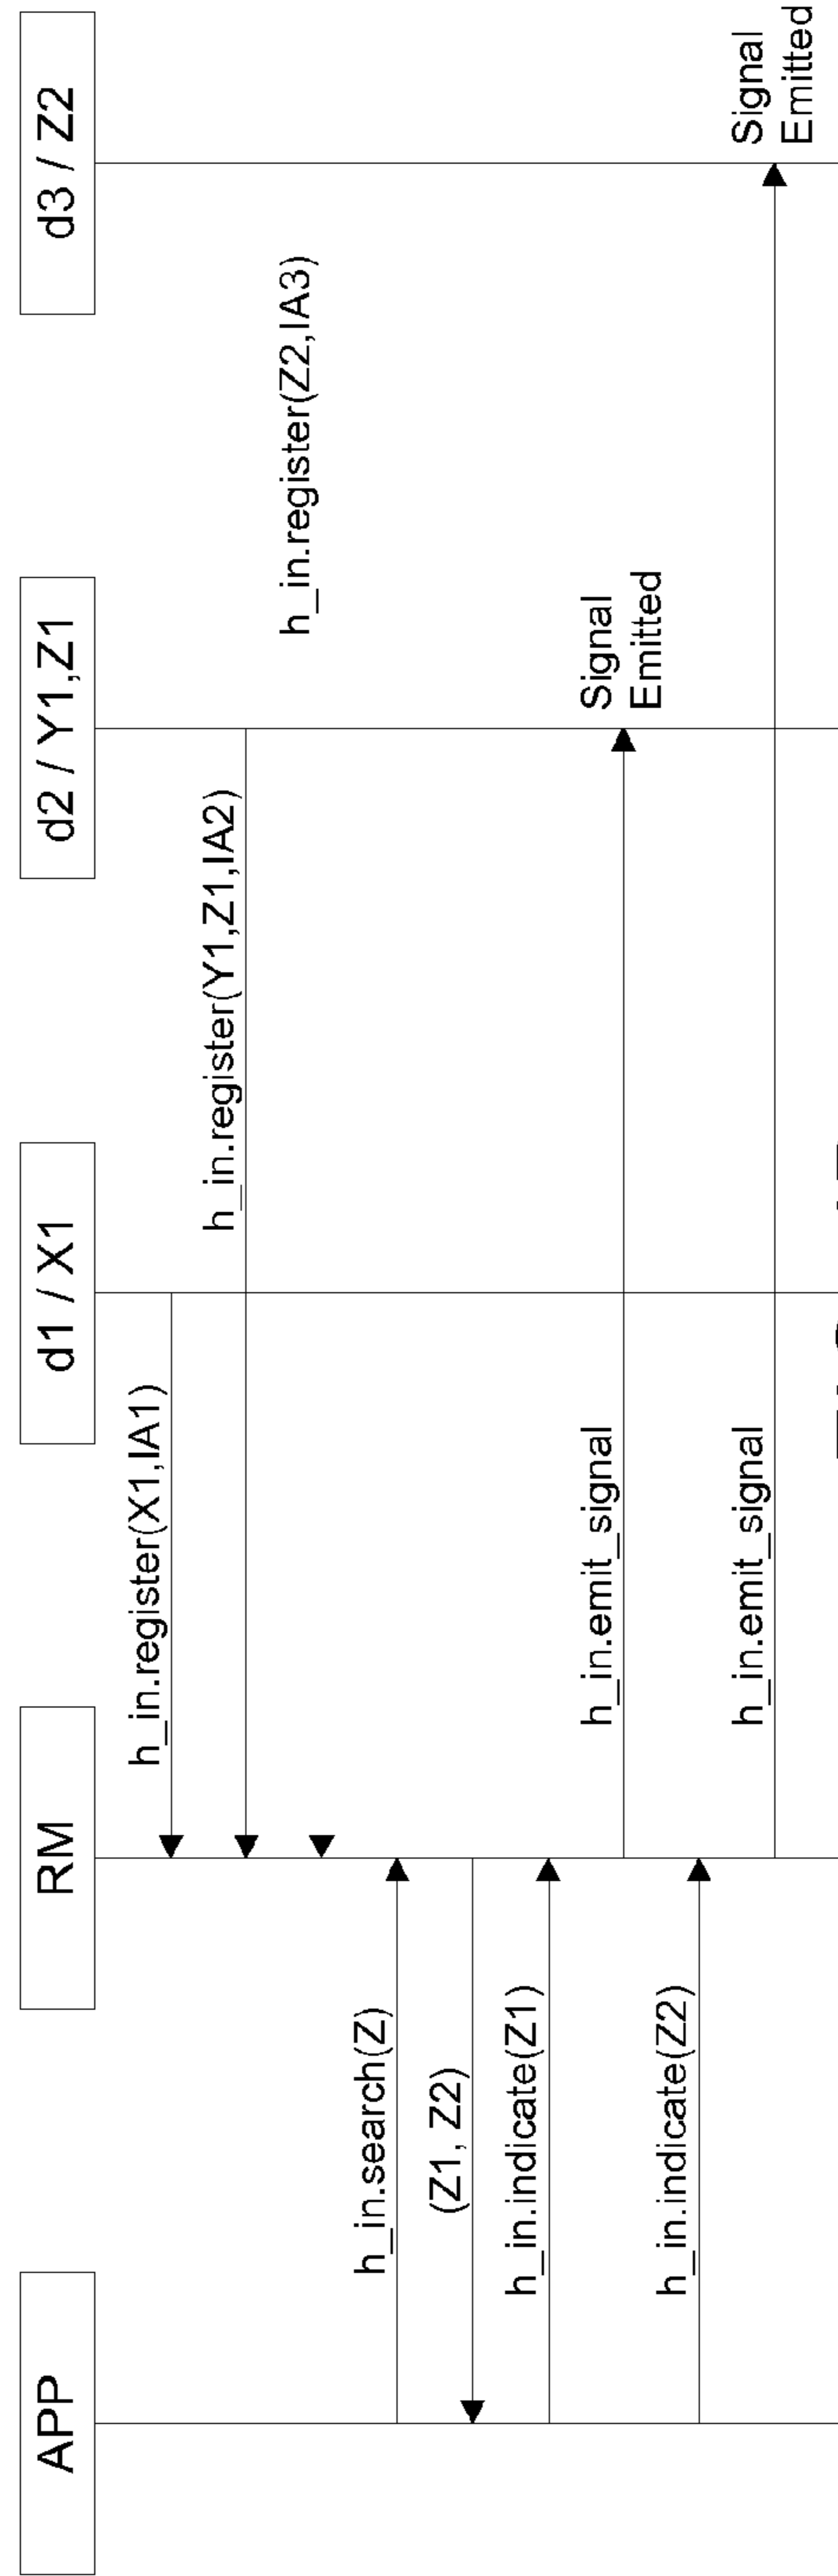 APP
RM
d1 / X1
d2 / Y1,Z1
d3 / Z2
h_in.register(X1,IA1)
h_in.register(Y1,Z1,IA2)
h_in.register(Z2,IA3)
h_in.search(Z)
(Z1, Z2)
h_in.indicate(Z1)
h_in.emit_signal
Signal
Emitted
h_in.indicate(Z2)
h_in.emit_signal
Signal
Emitted